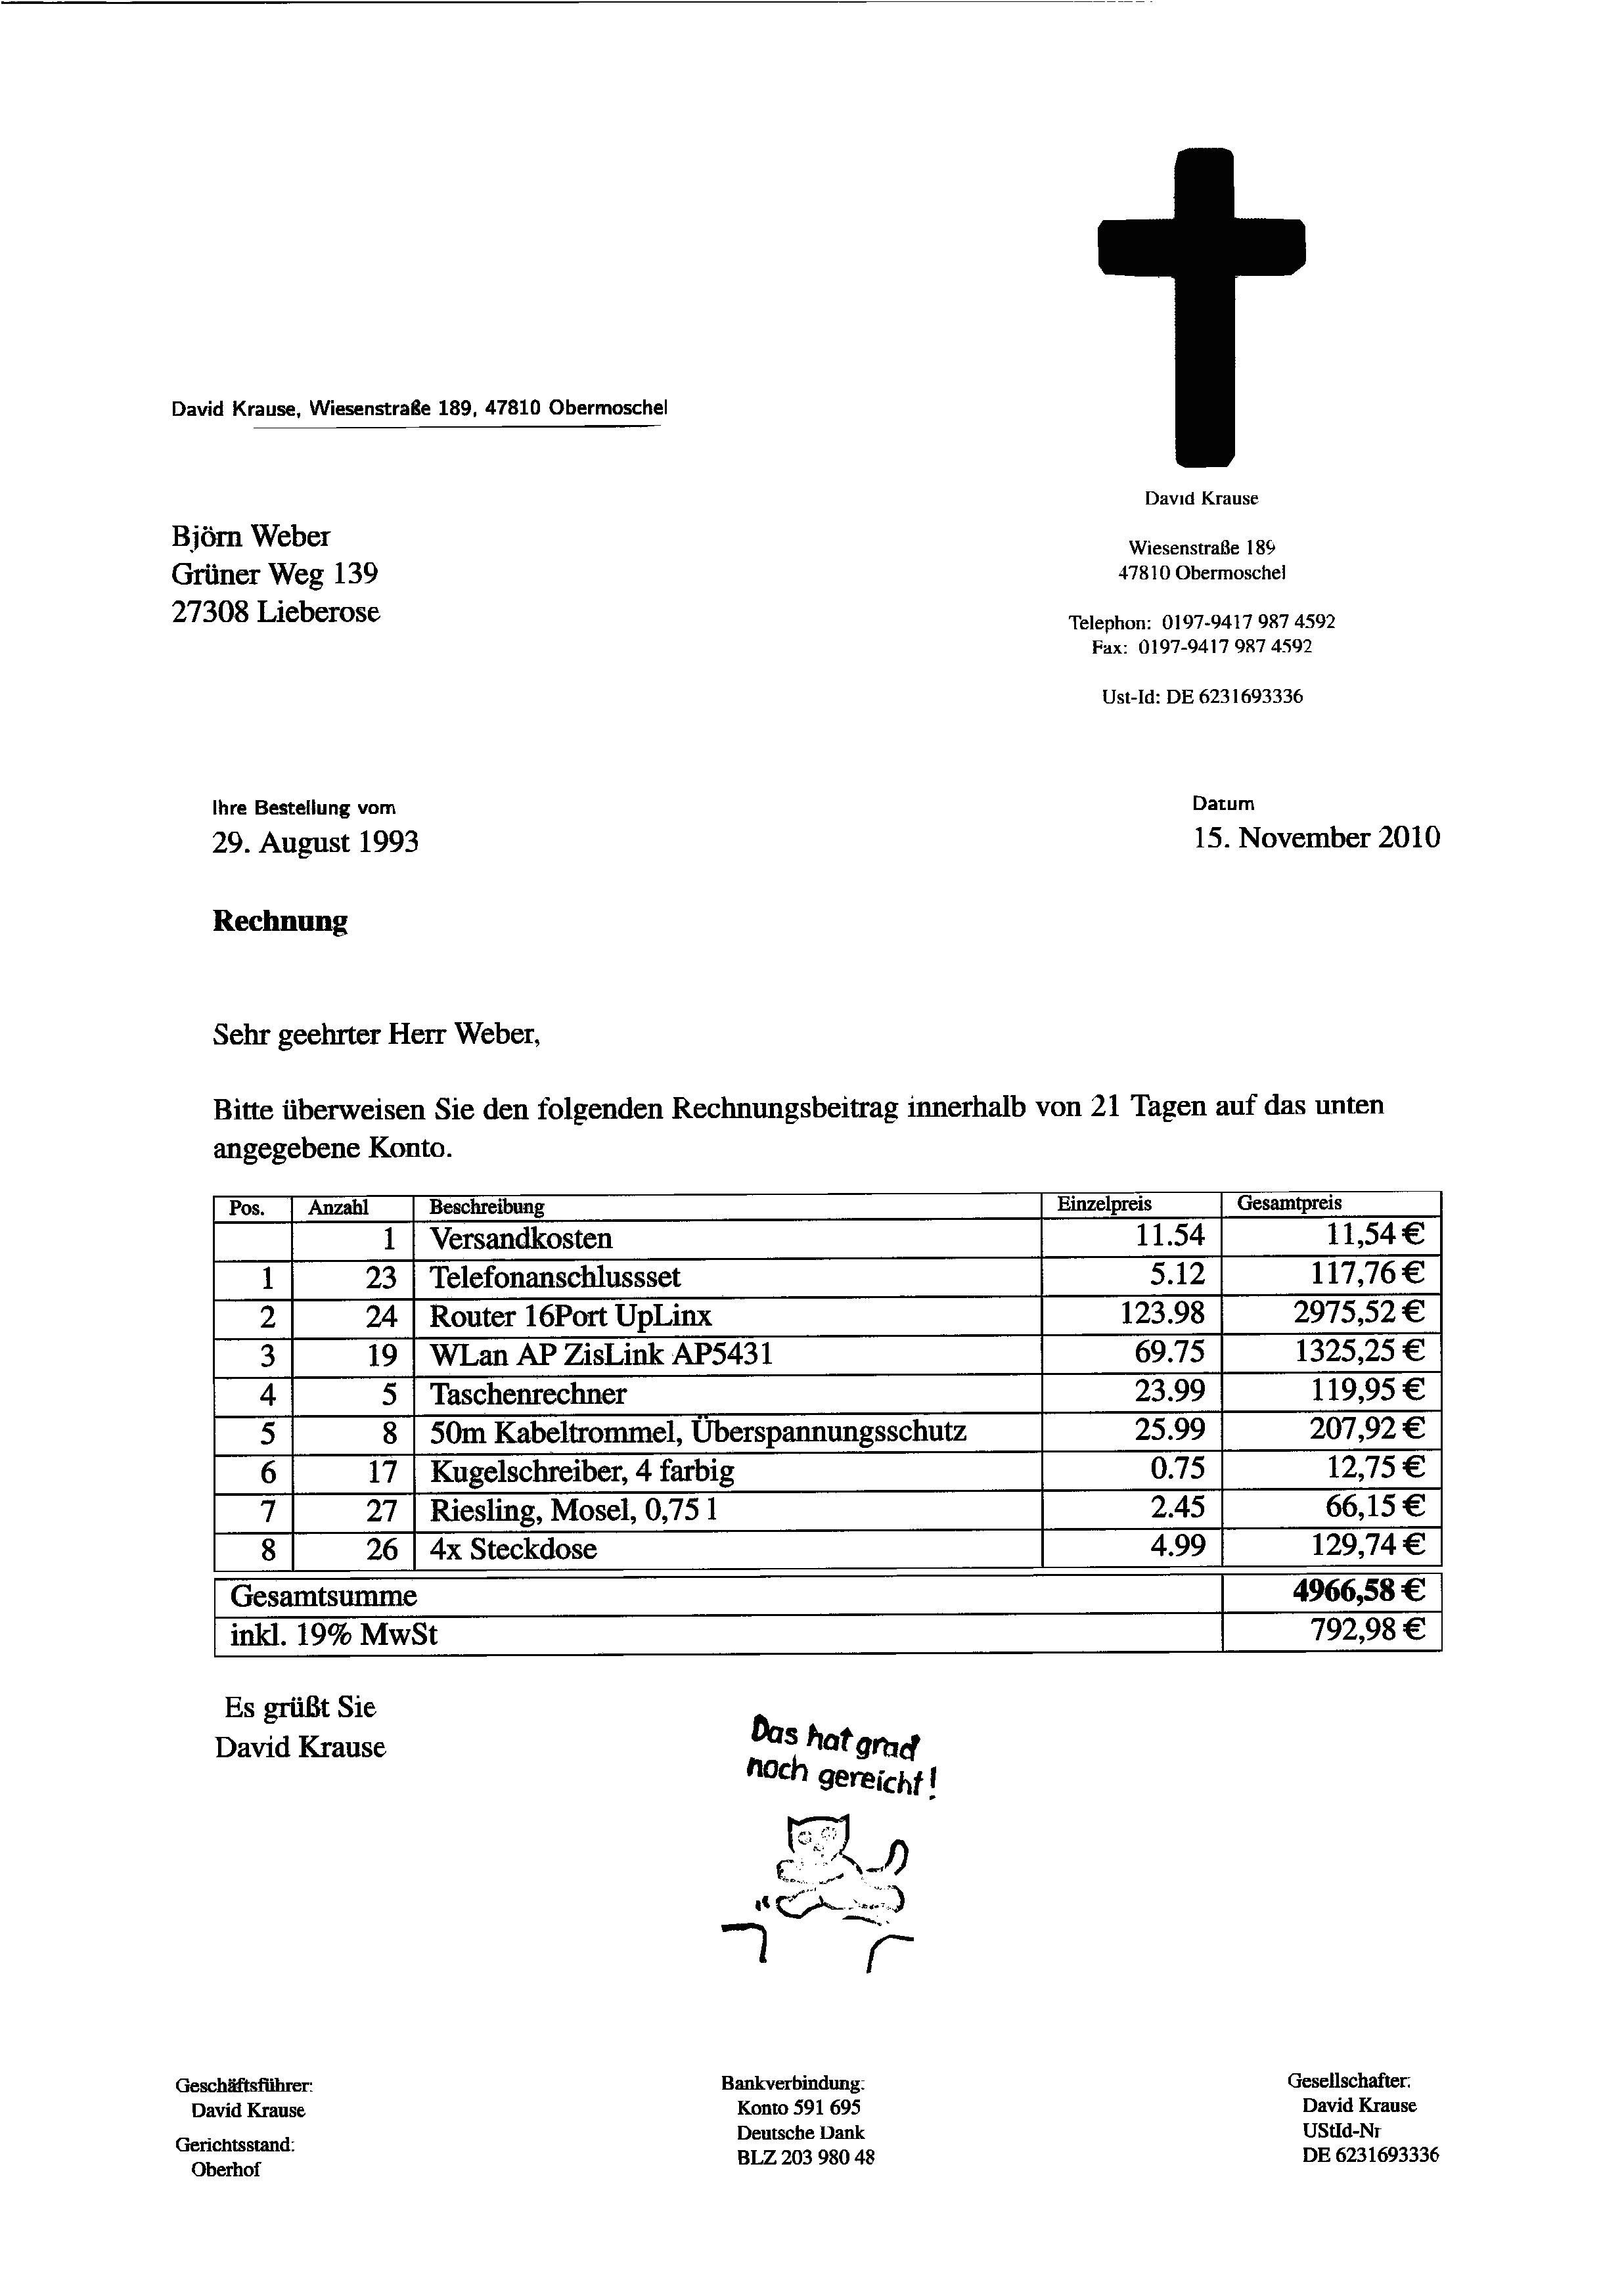 David Krause, Wiesenstraße 189, 47810 Obermoschel
David Krause
Wiesenstraße 189
47810 Obermoschel
Telephon: 0197-9417 987 4592
Fax: 0197-9417 987 4592
Ust-Id: DE 6231693336
Björn Weber
Grüner Weg 139
27308 Lieberose
Ihre Bestellung vom
29. August 1993
Datum
15. November 2010
Rechnung
Sehr geehrter Herr Weber,
Bitte überweisen Sie den folgenden Rechnungsbeitrag innerhalb von 21 Tagen auf das unten
angegebene Konto.
Pos. Anzahl Beschreibung Einzelpreis Gesamtpreis
1 Versandkosten 11.54 11,54 €
1 23 Telefonanschlussset 5.12 117,76 €
2 24 Router 16Port UpLinx 123.98 2975,52 €
3 19 WLan AP ZisLink AP5431 69.75 1325,25 €
4 5 Taschenrechner 23.99 119,95 €
5 8 50m Kabeltrommel, Überspannungsschutz 25.99 207,92 €
6 17 Kugelschreiber, 4 farbig 0.75 12,75 €
7 27 Riesling, Mosel, 0,75 l 2.45 66,15 €
8 26 4x Steckdose 4.99 129,74 €
Gesamtsumme 4966,58 €
inkl. 19% MwSt 792,98 €
Es grüßt Sie
David Krause
Das hat grad
noch gereicht!
Geschäftsführer:
David Krause
Gerichtsstand:
Oberhof
Bankverbindung:
Konto 591 695
Deutsche Dank
BLZ 203 980 48
Gesellschafter:
David Krause
UStId-Nr
DE 6231693336